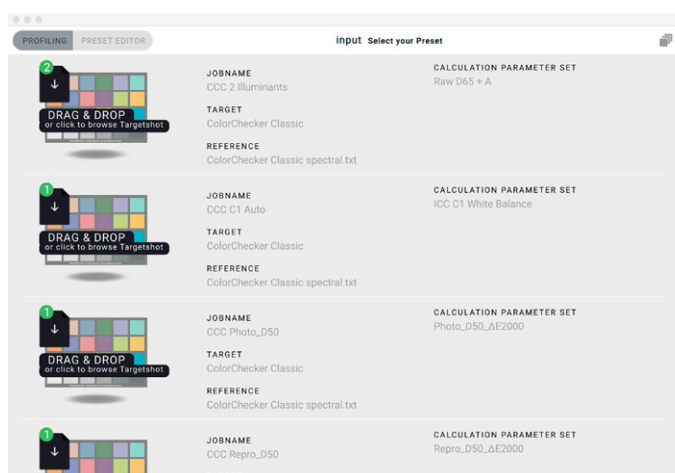 PROFILING PRESET EDITOR
input Select your Preset
2
DRAG & DROP
or click to browse Targetshot
JOBNAME
CCC 2 Illuminants
TARGET
ColorChecker Classic
REFERENCE
ColorChecker Classic spectral.txt
CALCULATION PARAMETER SET
Raw D65 + A
1
DRAG & DROP
or click to browse Targetshot
JOBNAME
CCC C1 Auto
TARGET
ColorChecker Classic
REFERENCE
ColorChecker Classic spectral.txt
CALCULATION PARAMETER SET
ICC C1 White Balance
1
DRAG & DROP
or click to browse Targetshot
JOBNAME
CCC Photo_D50
TARGET
ColorChecker Classic
REFERENCE
ColorChecker Classic spectral.txt
CALCULATION PARAMETER SET
Photo_D50_ΔE2000
1
JOBNAME
CCC Repro_D50
CALCULATION PARAMETER SET
Repro_D50_ΔE2000